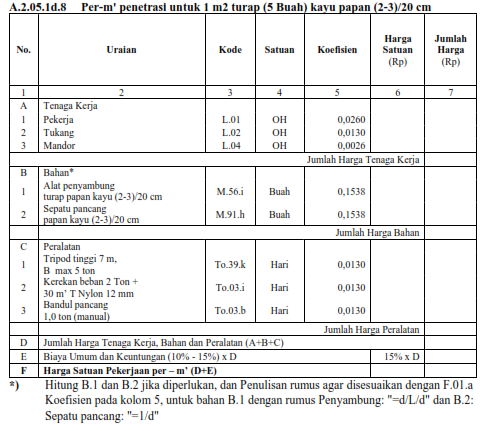 A.2.05.1d.8 Per-m' penetrasi untuk 1 m2 turap (5 Buah) kayu papan (2-3)/20 cm
No. Uraian Kode Satuan Koefisien Harga Satuan (Rp) Jumlah Harga (Rp)
1 2 3 4 5 6 7
A Tenaga Kerja
1 Pekerja L.01 OH 0,0260
2 Tukang L.02 OH 0,0130
3 Mandor L.04 OH 0,0026
Jumlah Harga Tenaga Kerja
B Bahan*
1 Alat penyambung turap papan kayu (2-3)/20 cm M.56.i Buah 0,1538
2 Sepatu pancang papan kayu (2-3)/20 cm M.91.h Buah 0,1538
Jumlah Harga Bahan
C Peralatan
1 Tripod tinggi 7 m, B max 5 ton To.39.k Hari 0,0130
2 Kerekan beban 2 Ton + 30 m' T Nylon 12 mm To.03.i Hari 0,0130
3 Bandul pancang 1,0 ton (manual) To.03.b Hari 0,0130
Jumlah Harga Peralatan
D Jumlah Harga Tenaga Kerja, Bahan dan Peralatan (A+B+C)
E Biaya Umum dan Keuntungan (10% - 15%) x D 15% x D
F Harga Satuan Pekerjaan per – m' (D+E)
*) Hitung B.1 dan B.2 jika diperlukan, dan Penulisan rumus agar disesuaikan dengan F.01.a
Koefisien pada kolom 5, untuk bahan B.1 dengan rumus Penyambung: "=d/L/d" dan B.2:
Sepatu pancang: "=1/d"